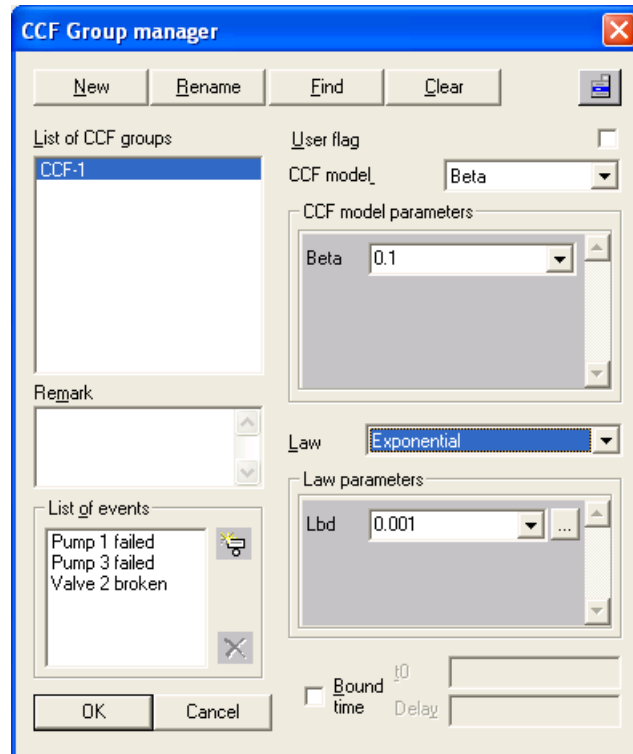 CCF Group manager
New Rename Find Clear
List of CCF groups
CCF-1
User flag
CCF model
Beta
CCF model parameters
Beta 0.1
Remark
Law Exponential
Law parameters
Lbd 0.001 ...
List of events
Pump 1 failed
Pump 3 failed
Valve 2 broken
OK Cancel
Bound time
t0
Delay